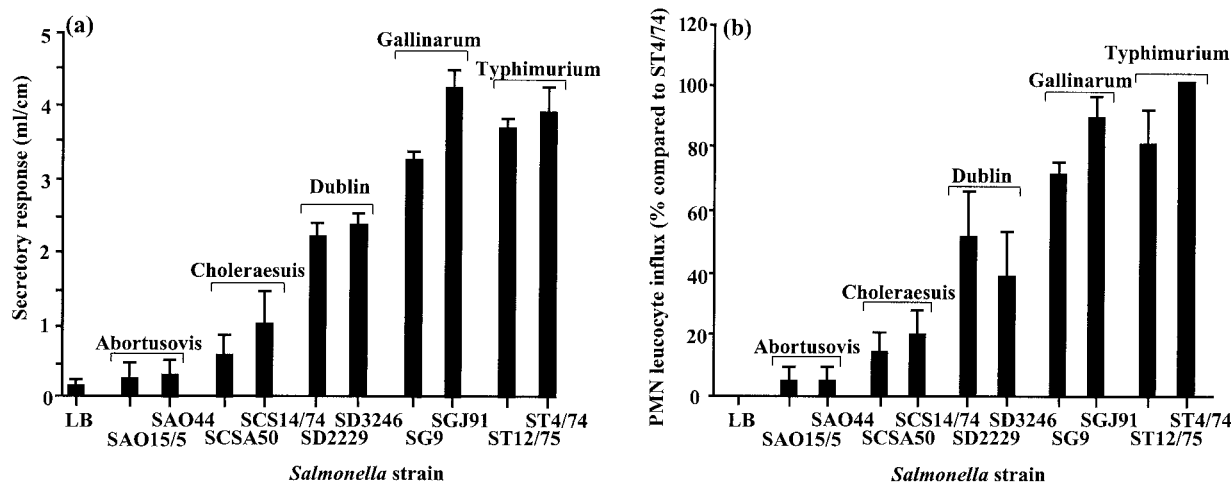 (a)
Secretory response (ml/cm)
5
4
3
2
1
0
Gallinarum
Typhimurium
Dublin
Choleraesuis
Abortusovis
LB SAO44 SCS14/74 SD3246 SGJ91 ST4/74
SAO15/5 SCSA50 SD2229 SG9 ST12/75
Salmonella strain
(b)
PMN leucocyte influx (% compared to ST4/74)
120
100
80
60
40
20
0
Typhimurium
Gallinarum
Dublin
Choleraesuis
Abortusovis
LB SAO44 SCS14/74 SD3246 SGJ91 ST4/74
SAO15/5 SCSA50 SD2229 SG9 ST12/75
Salmonella strain